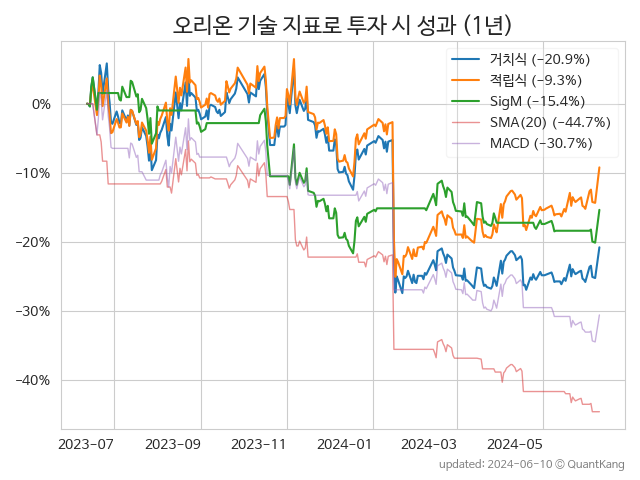 오리온 기술 지표로 투자 시 성과 (1년)
거치식 (−20.9%)
적립식 (−9.3%)
SigM (−15.4%)
SMA(20) (−44.7%)
MACD (−30.7%)
0%
−10%
−20%
−30%
−40%
2023-07 2023-09 2023-11 2024-01 2024-03 2024-05
updated: 2024-06-10 © QuantKang